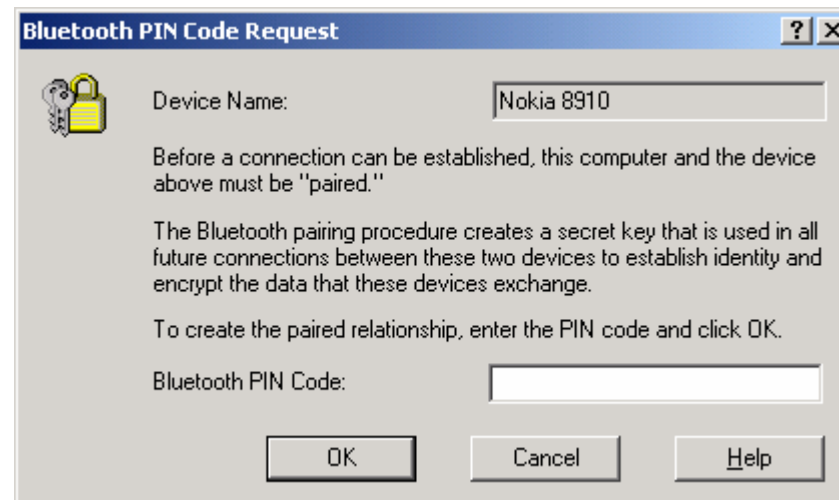 Bluetooth PIN Code Request
Device Name: Nokia 8910
Before a connection can be established, this computer and the device
above must be "paired."
The Bluetooth pairing procedure creates a secret key that is used in all
future connections between these two devices to establish identity and
encrypt the data that these devices exchange.
To create the paired relationship, enter the PIN code and click OK.
Bluetooth PIN Code:
OK Cancel Help